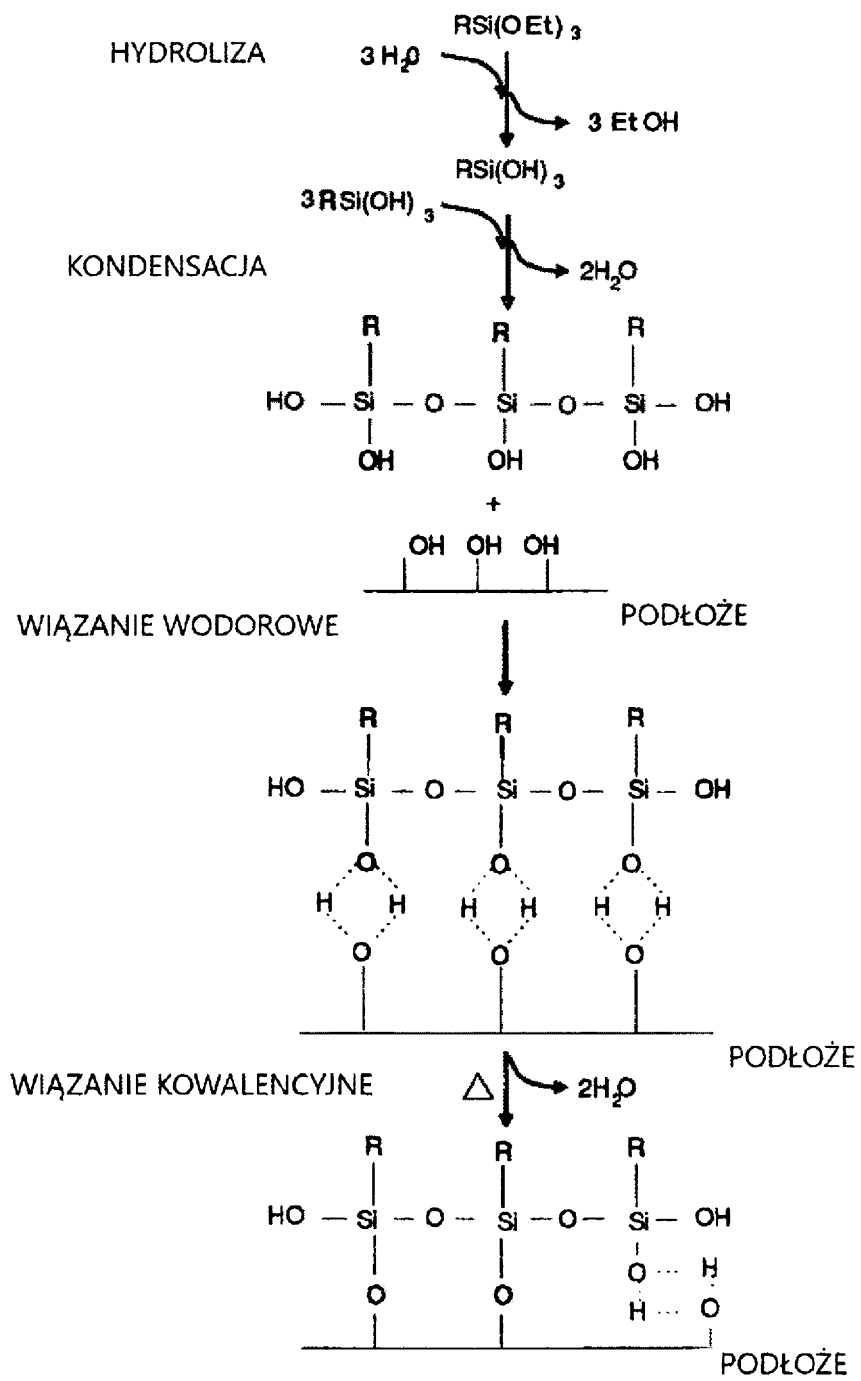 RSi(OEt)3
HYDROLIZA
3 H2O
3 EtOH
RSi(OH)3
3RSi(OH)3
KONDENSACJA
2H2O
R R R
HO — Si — O — Si — O — Si — OH
OH OH OH
+
OH OH OH
PODŁOŻE
WIĄZANIE WODOROWE
R R R
HO — Si — O — Si — O — Si — OH
O O O
H H H H H H
O O O
PODŁOŻE
WIĄZANIE KOWALENCYJNE
△ 2H2O
R R R
HO — Si — O — Si — O — Si — OH
O H
O O H O
PODŁOŻE